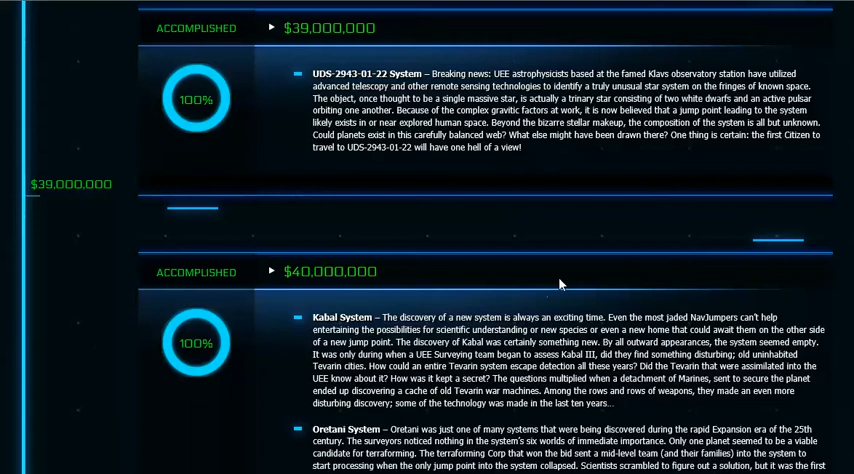 ACCOMPLISHED
$39,000,000
100%
UDS-2943-01-22 System – Breaking news: UEE astrophysicists based at the famed Klavs observatory station have utilized
advanced telescopy and other remote sensing technologies to identify a truly unusual star system on the fringes of known space.
The object, once thought to be a single massive star, is actually a trinary star consisting of two white dwarfs and an active pulsar
orbiting one another. Because of the complex gravitic factors at work, it is now believed that a jump point leading to the system
likely exists in or near explored human space. Beyond the bizarre stellar makeup, the composition of the system is all but unknown.
Could planets exist in this carefully balanced web? What else might have been drawn there? One thing is certain: the first Citizen to
travel to UDS-2943-01-22 will have one hell of a view!
$39,000,000
ACCOMPLISHED
$40,000,000
100%
Kabal System – The discovery of a new system is always an exciting time. Even the most jaded NavJumpers can't help
entertaining the possibilities for scientific understanding or new species or even a new home that could await them on the other side
of a new jump point. The discovery of Kabal was certainly something new. By all outward appearances, the system seemed empty.
It was only during when a UEE Surveying team began to assess Kabal III, did they find something disturbing; old uninhabited
Tevarin cities. How could an entire Tevarin system escape detection all these years? Did the Tevarin that were assimilated into the
UEE know about it? How was it kept a secret? The questions multiplied when a detachment of Marines, sent to secure the planet
ended up discovering a cache of old Tevarin war machines. Among the rows and rows of weapons, they made an even more
disturbing discovery; some of the technology was made in the last ten years…
Oretani System – Oretani was just one of many systems that were being discovered during the rapid Expansion era of the 25th
century. The surveyors noticed nothing in the system's six worlds of immediate importance. Only one planet seemed to be a viable
candidate for terraforming. The terraforming Corp that won the bid sent a mid-level team (and their families) into the system to
start processing when the only jump point into the system collapsed. Scientists scrambled to figure out a solution, but it was the first